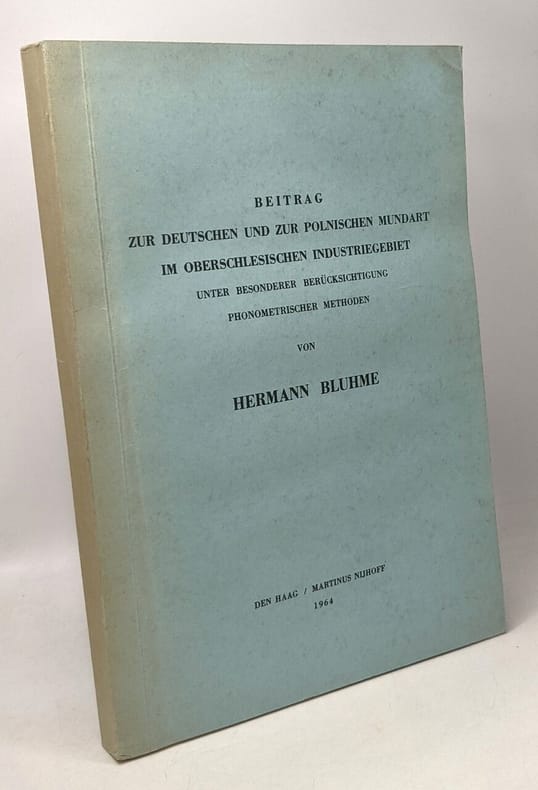 BEITRAG
ZUR DEUTSCHEN UND ZUR POLNISCHEN MUNDART
IM OBERSCHLESISCHEN INDUSTRIEGEBIET
UNTER BESONDERER BERÜCKSICHTIGUNG
PHONOMETRISCHER METHODEN
VON
HERMANN BLUHME
DEN HAAG / MARTINUS NIJHOFF
1964